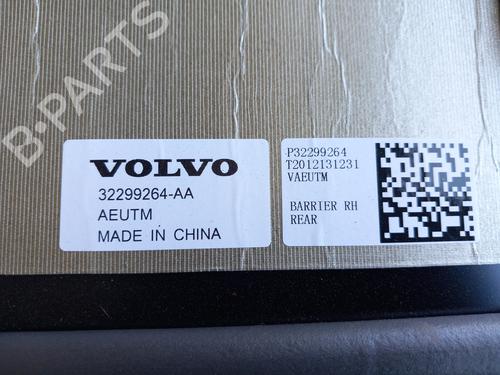 B-PARTS
VOLVO
32299264-AA
AEUTM
MADE IN CHINA
P32299264
T2012131231
VAEUTM
BARRIER RH
REAR